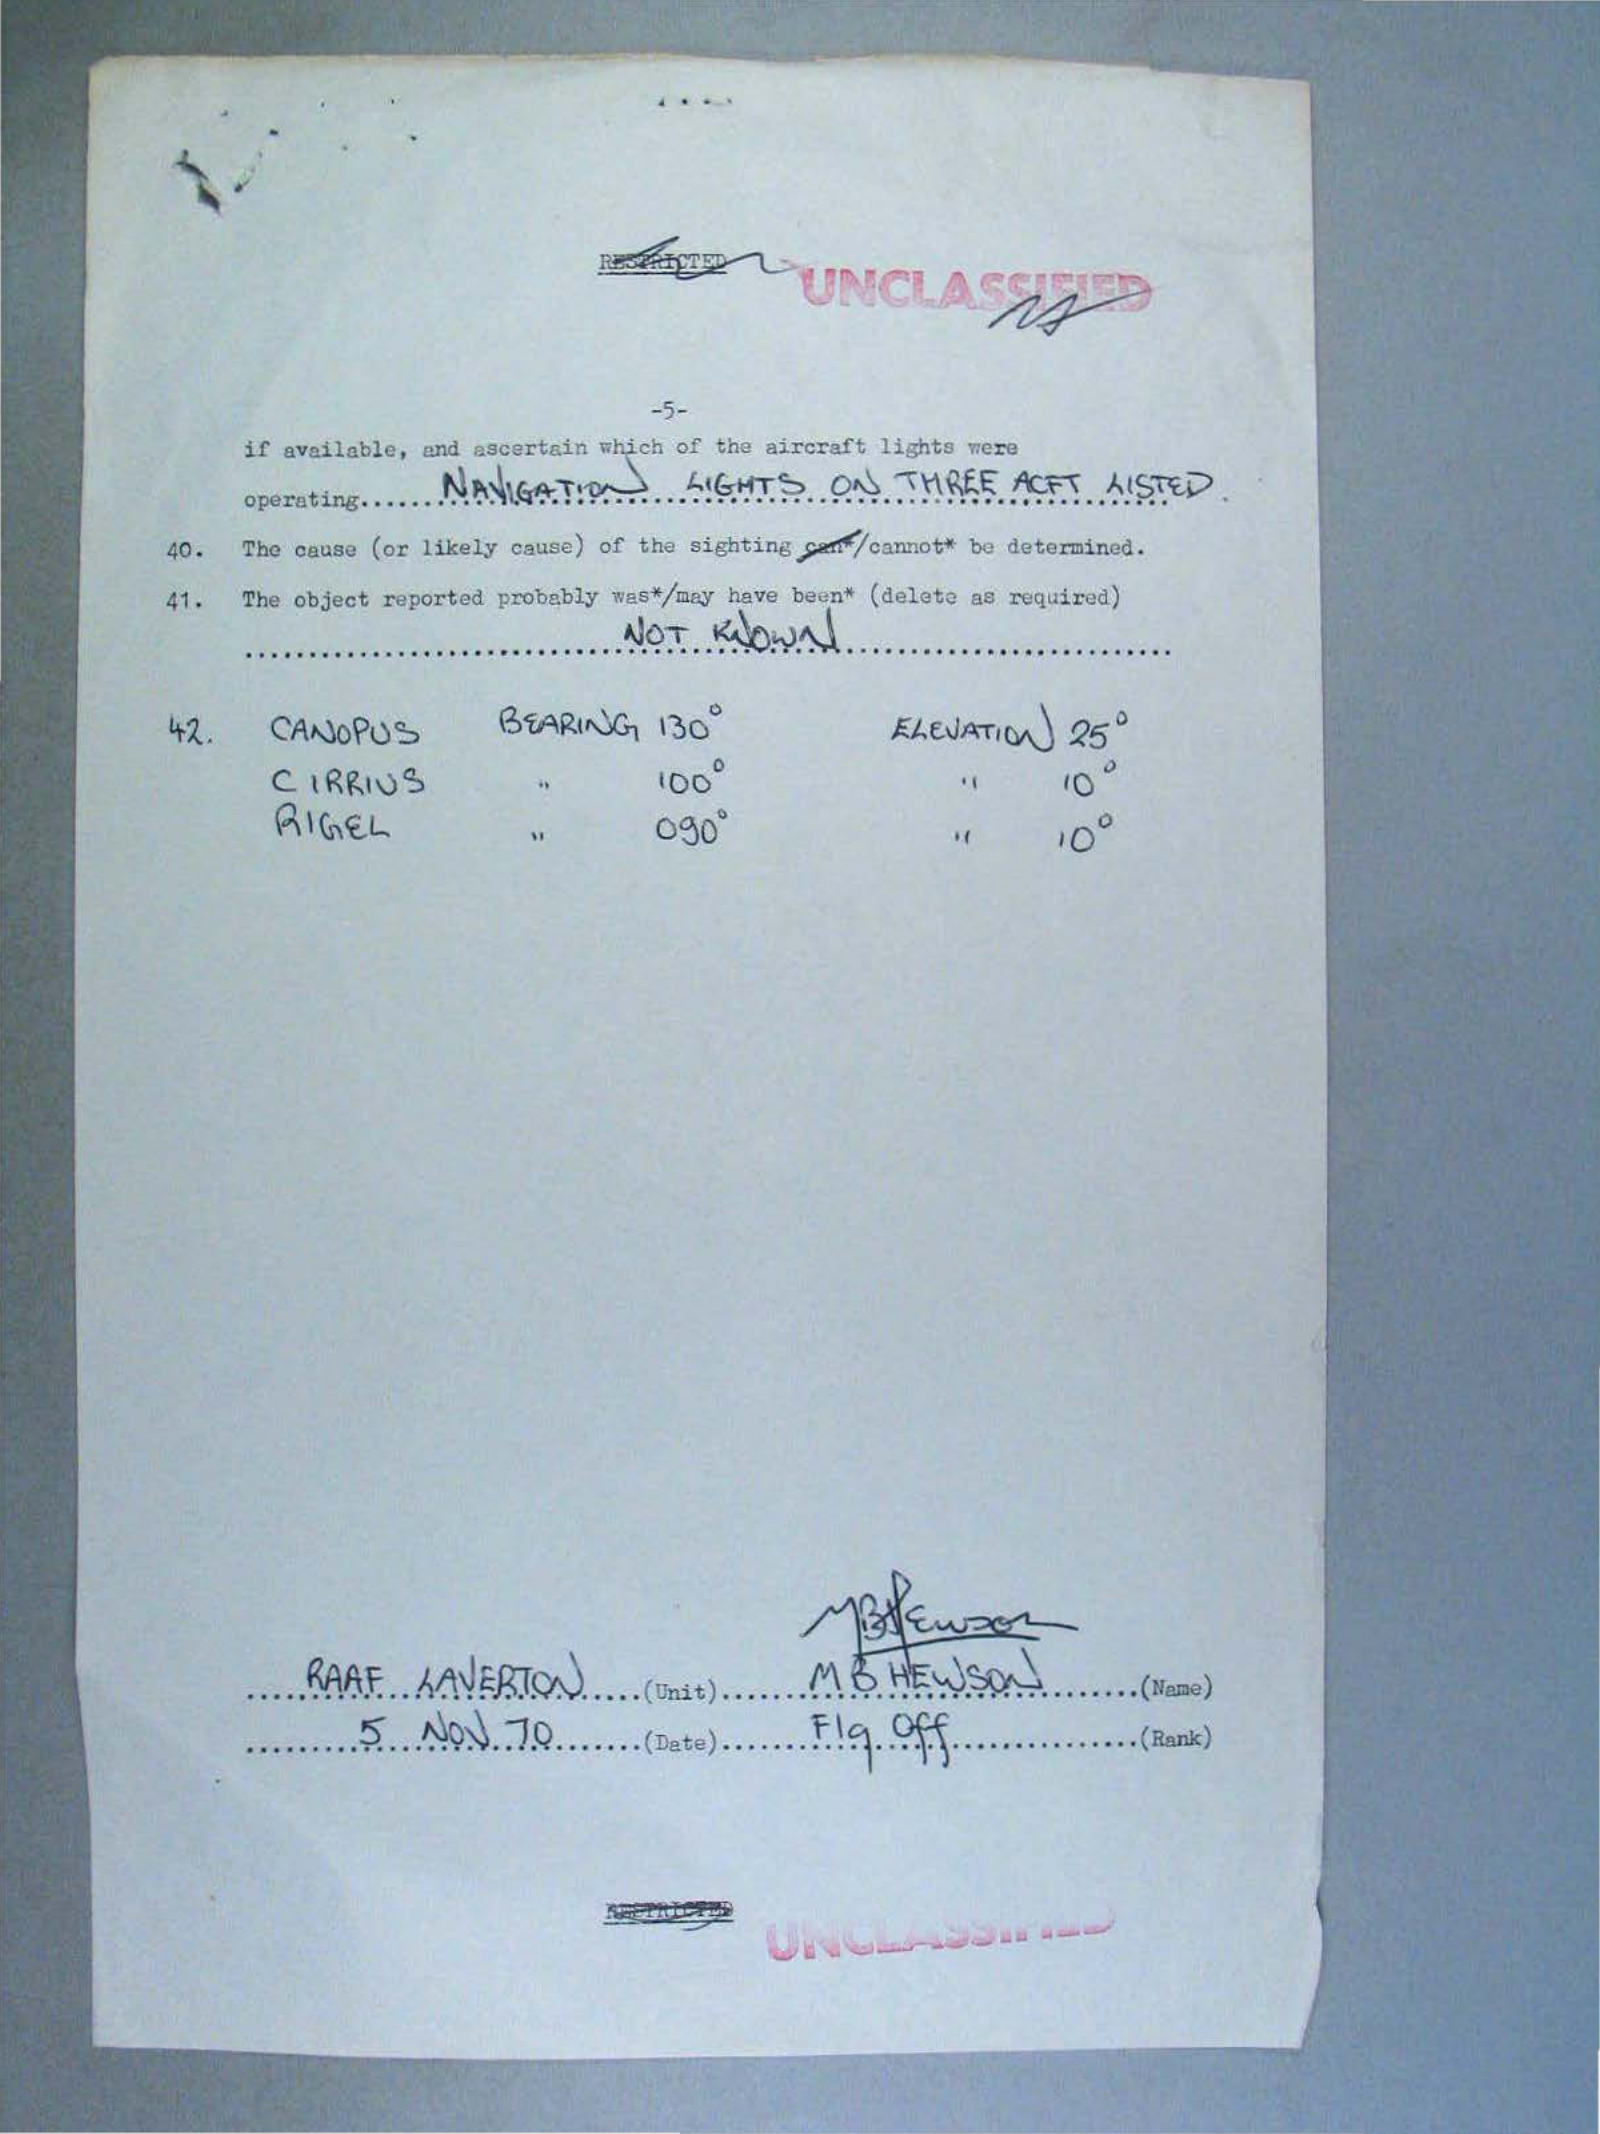 RESTRICTED UNCLASSIFIED
-5-
if available, and ascertain which of the aircraft lights were
operating......NAVIGATION LIGHTS ON THREE ACFT LISTED.
40. The cause (or likely cause) of the sighting can*/cannot* be determined.
41. The object reported probably was*/may have been* (delete as required)
NOT KNOWN
42. CANOPUS BEARING 130° ELEVATION 25°
CIRRIUS " 100° " 10°
RIGEL " 090° " 10°
MBHewson
RAAF LAVERTON (Unit) M B HEWSON (Name)
5 NOV 70 (Date) Flg Off (Rank)
RESTRICTED UNCLASSIFIED